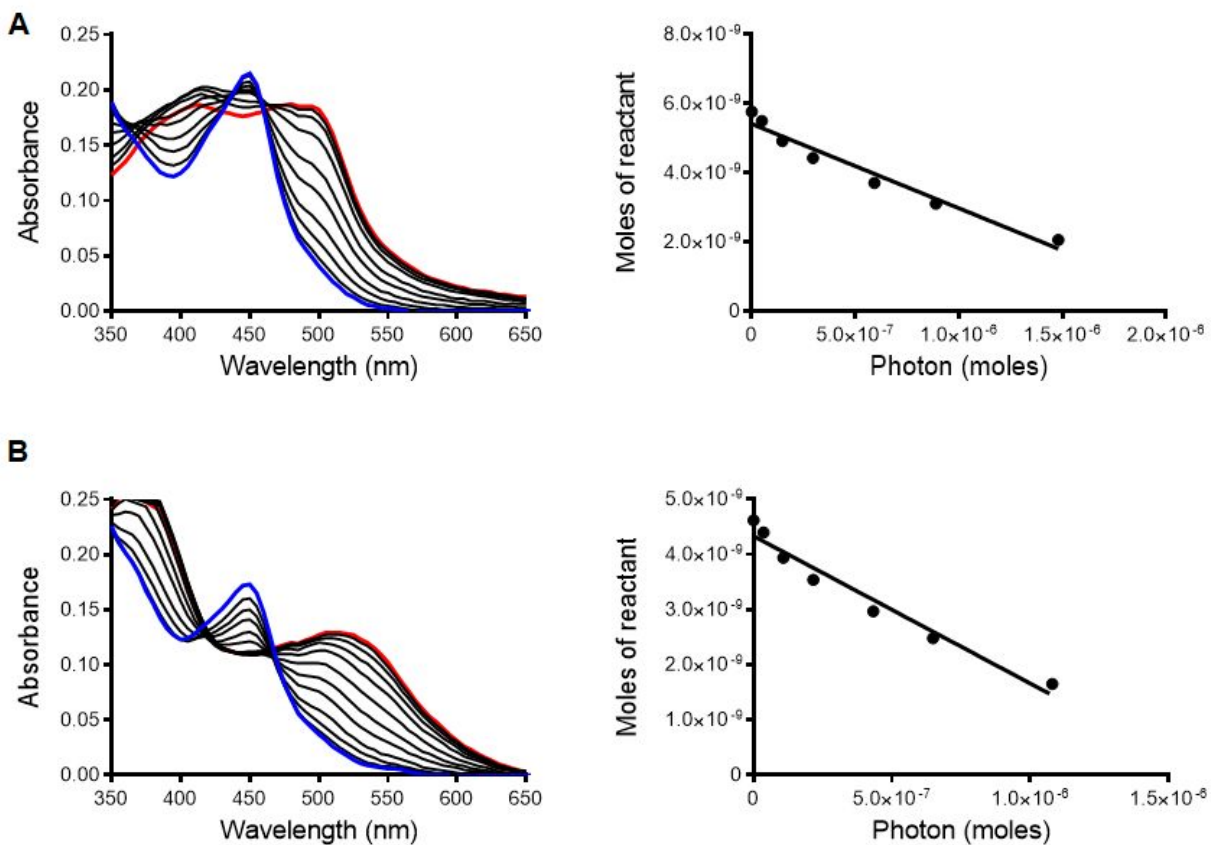 A
0.25
0.20
0.15
0.10
0.05
0.00
Absorbance
350 400 450 500 550 600 650
Wavelength (nm)
8.0×10⁻⁹
6.0×10⁻⁹
4.0×10⁻⁹
2.0×10⁻⁹
0
Moles of reactant
0 5.0×10⁻⁷ 1.0×10⁻⁶ 1.5×10⁻⁶ 2.0×10⁻⁶
Photon (moles)
B
0.25
0.20
0.15
0.10
0.05
0.00
Absorbance
350 400 450 500 550 600 650
Wavelength (nm)
5.0×10⁻⁹
4.0×10⁻⁹
3.0×10⁻⁹
2.0×10⁻⁹
1.0×10⁻⁹
0
Moles of reactant
0 5.0×10⁻⁷ 1.0×10⁻⁶ 1.5×10⁻⁶
Photon (moles)